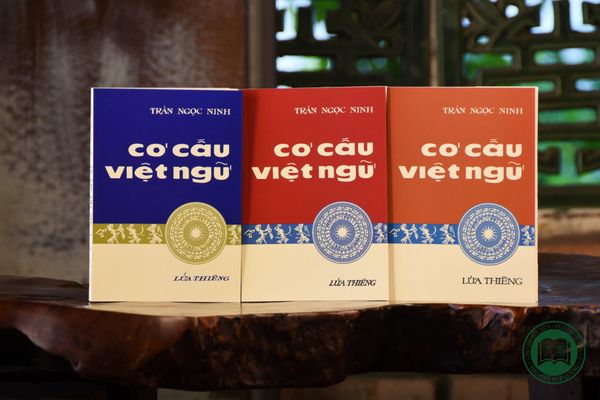 TRẦN NGỌC NINH
CƠ CẤU
VIỆT NGỮ
LỬA THIÊNG
TRẦN NGỌC NINH
CƠ CẤU
VIỆT NGỮ
LỬA THIÊNG
TRẦN NGỌC NINH
CƠ CẤU
VIỆT NGỮ
LỬA THIÊNG